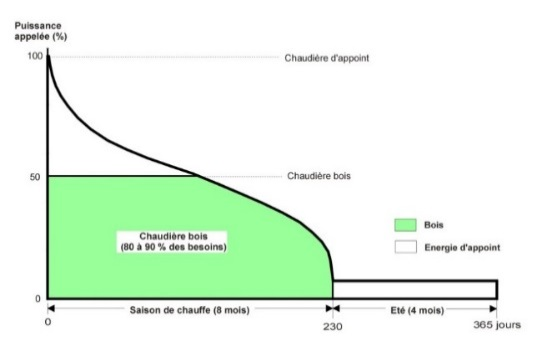 Puissance
appelée (%)
100
Chaudière d'appoint
50
Chaudière bois
Chaudière bois
(80 à 90 % des besoins)
Bois
Energie d'appoint
0
Saison de chauffe (8 mois)
Eté (4 mois)
0
230
365 jours